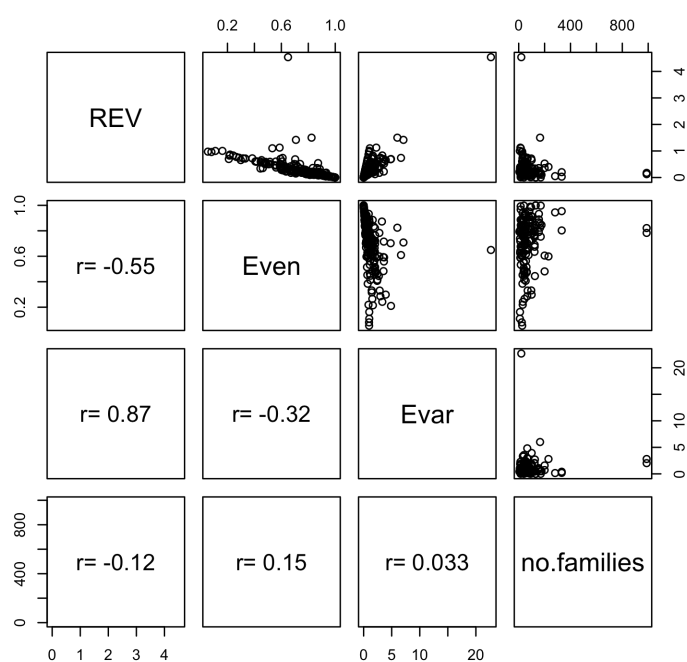 0.2 0.6 1.0
0 400 800
REV
0 1 2 3 4
0.2 0.6 1.0
r= -0.55
Even
r= 0.87
r= -0.32
Evar
0 5 10 20
0 400 800
r= -0.12
r= 0.15
r= 0.033
no.families
0 1 2 3 4
0 5 10 20